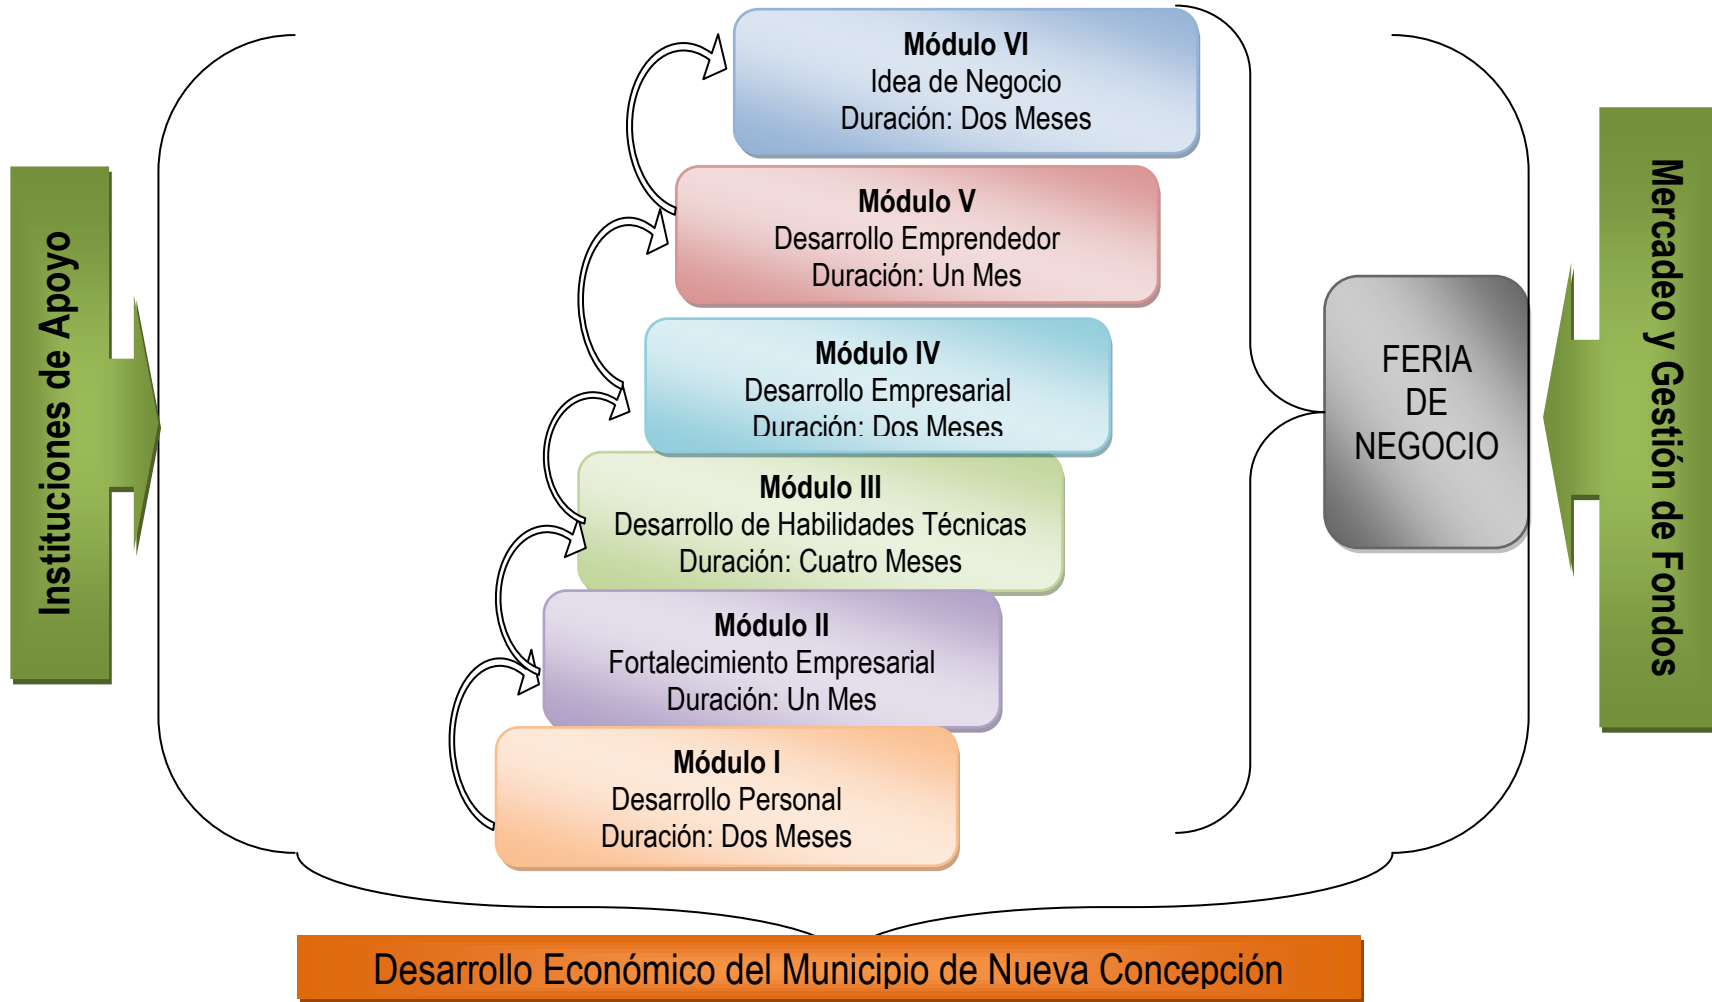 Instituciones de Apoyo
Módulo VI
Idea de Negocio
Duración: Dos Meses
Módulo V
Desarrollo Emprendedor
Duración: Un Mes
Módulo IV
Desarrollo Empresarial
Duración: Dos Meses
Módulo III
Desarrollo de Habilidades Técnicas
Duración: Cuatro Meses
Módulo II
Fortalecimiento Empresarial
Duración: Un Mes
Módulo I
Desarrollo Personal
Duración: Dos Meses
FERIA
DE
NEGOCIO
Mercadeo y Gestión de Fondos
Desarrollo Económico del Municipio de Nueva Concepción